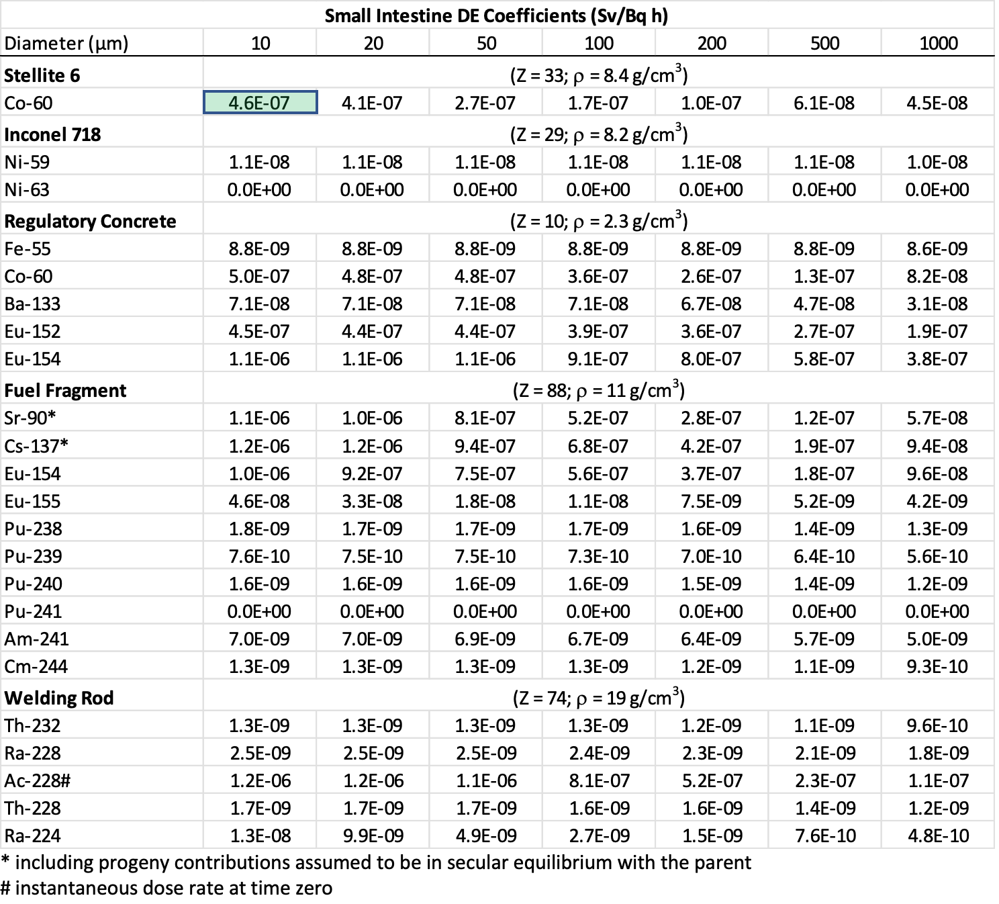 Small Intestine DE Coefficients (Sv/Bq h)
Diameter (µm) 10 20 50 100 200 500 1000
Stellite 6 (Z = 33; ρ = 8.4 g/cm³)
Co-60 4.6E-07 4.1E-07 2.7E-07 1.7E-07 1.0E-07 6.1E-08 4.5E-08
Inconel 718 (Z = 29; ρ = 8.2 g/cm³)
Ni-59 1.1E-08 1.1E-08 1.1E-08 1.1E-08 1.1E-08 1.1E-08 1.0E-08
Ni-63 0.0E+00 0.0E+00 0.0E+00 0.0E+00 0.0E+00 0.0E+00 0.0E+00
Regulatory Concrete (Z = 10; ρ = 2.3 g/cm³)
Fe-55 8.8E-09 8.8E-09 8.8E-09 8.8E-09 8.8E-09 8.8E-09 8.6E-09
Co-60 5.0E-07 4.8E-07 4.8E-07 3.6E-07 2.6E-07 1.3E-07 8.2E-08
Ba-133 7.1E-08 7.1E-08 7.1E-08 7.1E-08 6.7E-08 4.7E-08 3.1E-08
Eu-152 4.5E-07 4.4E-07 4.4E-07 3.9E-07 3.6E-07 2.7E-07 1.9E-07
Eu-154 1.1E-06 1.1E-06 1.1E-06 9.1E-07 8.0E-07 5.8E-07 3.8E-07
Fuel Fragment (Z = 88; ρ = 11 g/cm³)
Sr-90* 1.1E-06 1.0E-06 8.1E-07 5.2E-07 2.8E-07 1.2E-07 5.7E-08
Cs-137* 1.2E-06 1.2E-06 9.4E-07 6.8E-07 4.2E-07 1.9E-07 9.4E-08
Eu-154 1.0E-06 9.2E-07 7.5E-07 5.6E-07 3.7E-07 1.8E-07 9.6E-08
Eu-155 4.6E-08 3.3E-08 1.8E-08 1.1E-08 7.5E-09 5.2E-09 4.2E-09
Pu-238 1.8E-09 1.7E-09 1.7E-09 1.7E-09 1.6E-09 1.4E-09 1.3E-09
Pu-239 7.6E-10 7.5E-10 7.5E-10 7.3E-10 7.0E-10 6.4E-10 5.6E-10
Pu-240 1.6E-09 1.6E-09 1.6E-09 1.6E-09 1.5E-09 1.4E-09 1.2E-09
Pu-241 0.0E+00 0.0E+00 0.0E+00 0.0E+00 0.0E+00 0.0E+00 0.0E+00
Am-241 7.0E-09 7.0E-09 6.9E-09 6.7E-09 6.4E-09 5.7E-09 5.0E-09
Cm-244 1.3E-09 1.3E-09 1.3E-09 1.3E-09 1.2E-09 1.1E-09 9.3E-10
Welding Rod (Z = 74; ρ = 19 g/cm³)
Th-232 1.3E-09 1.3E-09 1.3E-09 1.3E-09 1.2E-09 1.1E-09 9.6E-10
Ra-228 2.5E-09 2.5E-09 2.5E-09 2.4E-09 2.3E-09 2.1E-09 1.8E-09
Ac-228# 1.2E-06 1.2E-06 1.1E-06 8.1E-07 5.2E-07 2.3E-07 1.1E-07
Th-228 1.7E-09 1.7E-09 1.7E-09 1.6E-09 1.6E-09 1.4E-09 1.2E-09
Ra-224 1.3E-08 9.9E-09 4.9E-09 2.7E-09 1.5E-09 7.6E-10 4.8E-10
* including progeny contributions assumed to be in secular equilibrium with the parent
# instantaneous dose rate at time zero